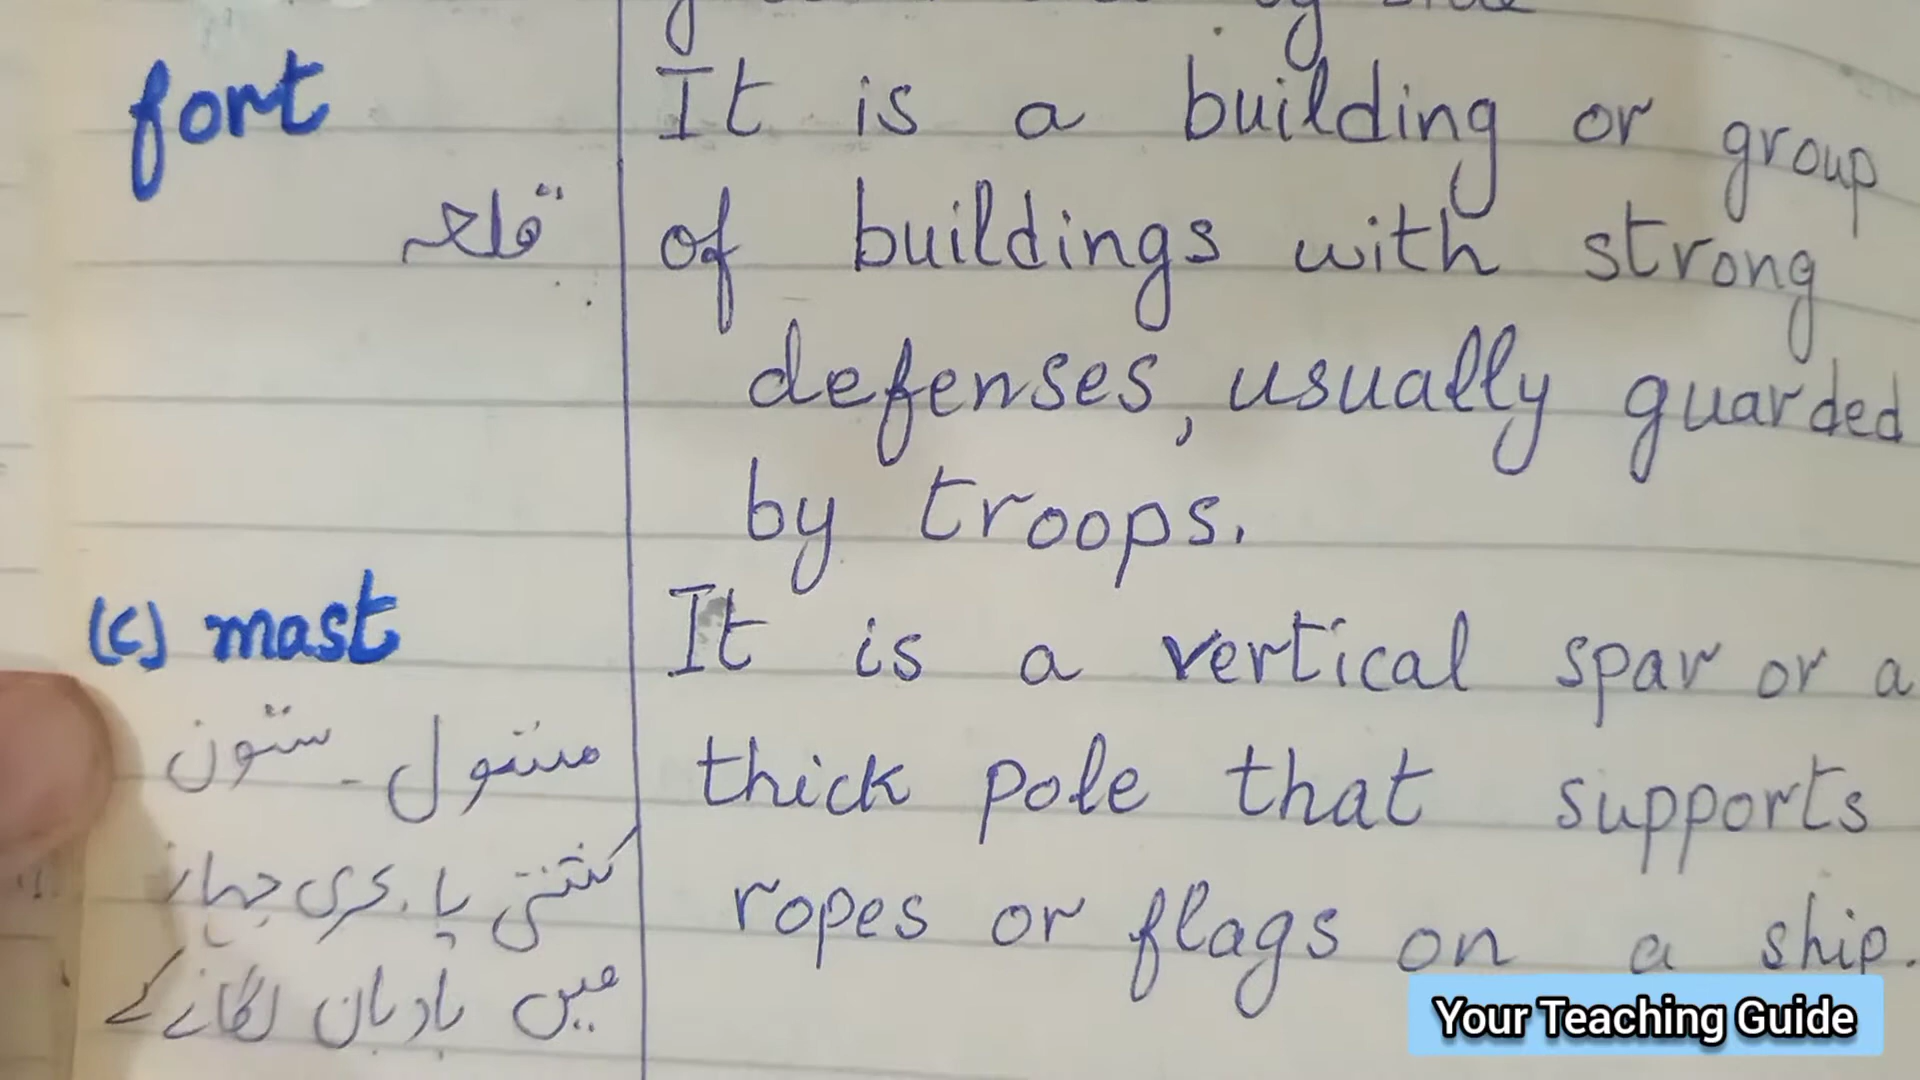 fort
It is a building or group
قلعہ
of buildings with strong
defenses, usually guarded
by troops.
(c) mast
It is a vertical spar or a
مستول - ستون
thick pole that supports
کشتی یا بحری جہاز
ropes or flags on a ship.
میں بادبان لگانے کے
Your Teaching Guide